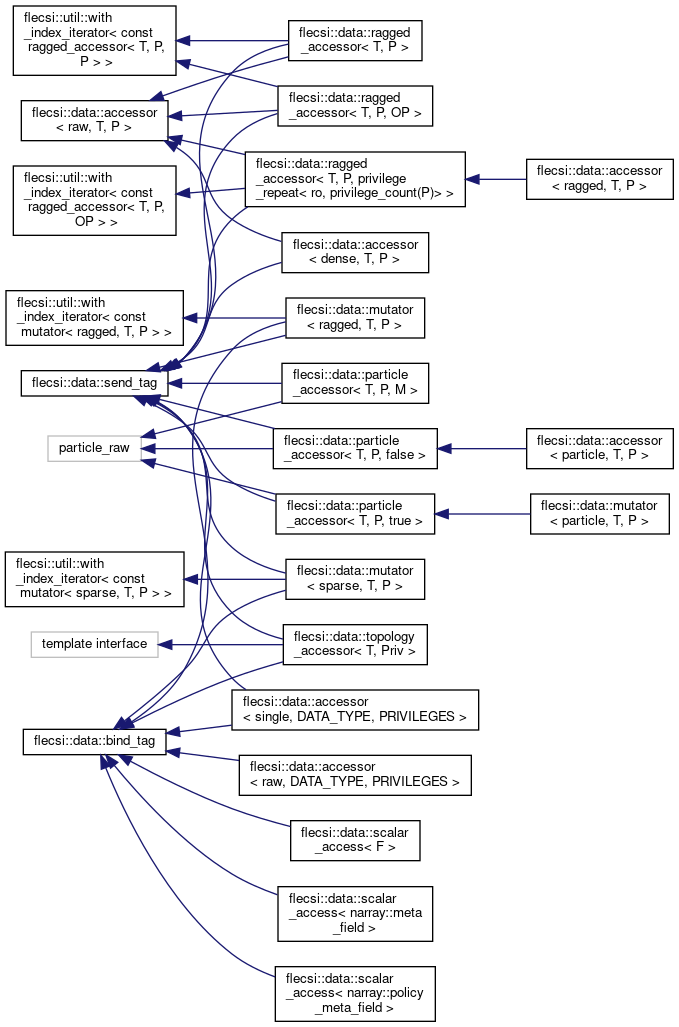 flecsi::util::with
_index_iterator< const
ragged_accessor< T, P,
P > >
flecsi::data::accessor
< raw, T, P >
flecsi::util::with
_index_iterator< const
ragged_accessor< T, P,
OP > >
flecsi::util::with
_index_iterator< const
mutator< ragged, T, P > >
flecsi::data::send_tag
particle_raw
flecsi::util::with
_index_iterator< const
mutator< sparse, T, P > >
template interface
flecsi::data::bind_tag
flecsi::data::ragged
_accessor< T, P >
flecsi::data::ragged
_accessor< T, P, OP >
flecsi::data::ragged
_accessor< T, P, privilege
_repeat< ro, privilege_count(P)> >
flecsi::data::accessor
< dense, T, P >
flecsi::data::mutator
< ragged, T, P >
flecsi::data::particle
_accessor< T, P, M >
flecsi::data::particle
_accessor< T, P, false >
flecsi::data::particle
_accessor< T, P, true >
flecsi::data::mutator
< sparse, T, P >
flecsi::data::topology
_accessor< T, Priv >
flecsi::data::accessor
< single, DATA_TYPE, PRIVILEGES >
flecsi::data::accessor
< raw, DATA_TYPE, PRIVILEGES >
flecsi::data::scalar
_access< F >
flecsi::data::scalar
_access< narray::meta
_field >
flecsi::data::scalar
_access< narray::policy
_meta_field >
flecsi::data::accessor
< ragged, T, P >
flecsi::data::accessor
< particle, T, P >
flecsi::data::mutator
< particle, T, P >